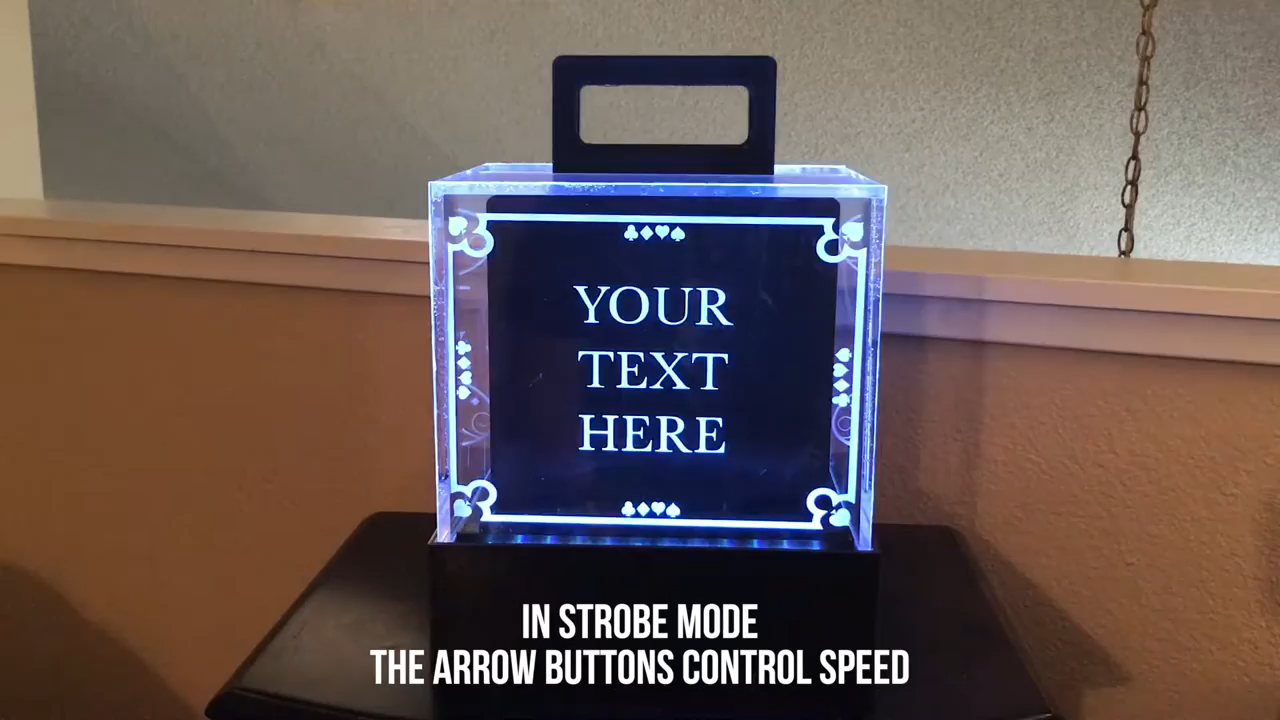 YOUR
TEXT
HERE
IN STROBE MODE
THE ARROW BUTTONS CONTROL SPEED